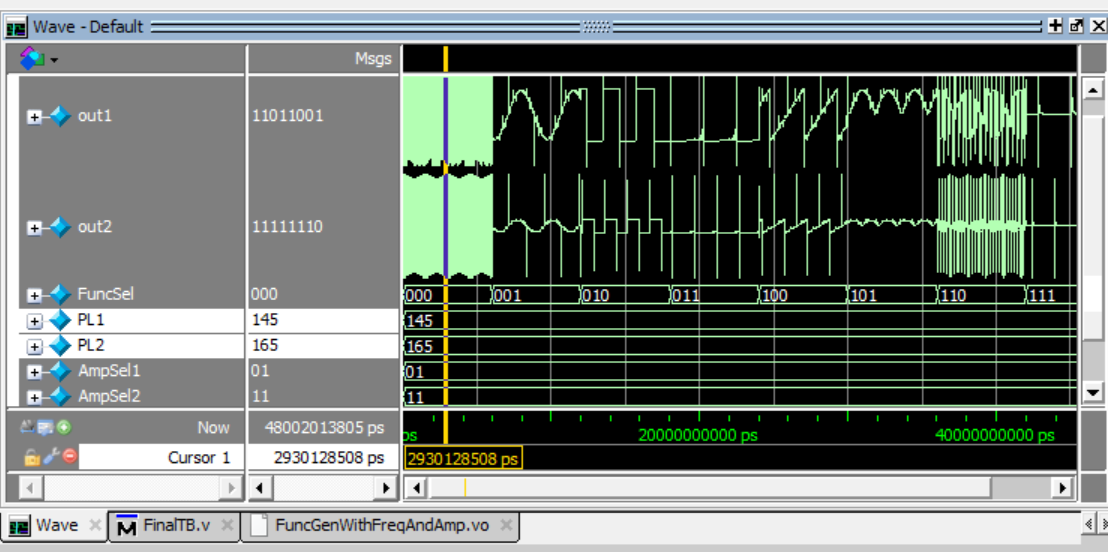 Wave - Default
Msgs
out1 11011001
out2 11111110
FuncSel 000 000 001 010 011 100 101 110 111
PL1 145 145
PL2 165 165
AmpSel1 01 01
AmpSel2 11 11
Now 48002013805 ps ps 20000000000 ps 40000000000 ps
Cursor 1 2930128508 ps 2930128508 ps
Wave FinalTB.v FuncGenWithFreqAndAmp.vo